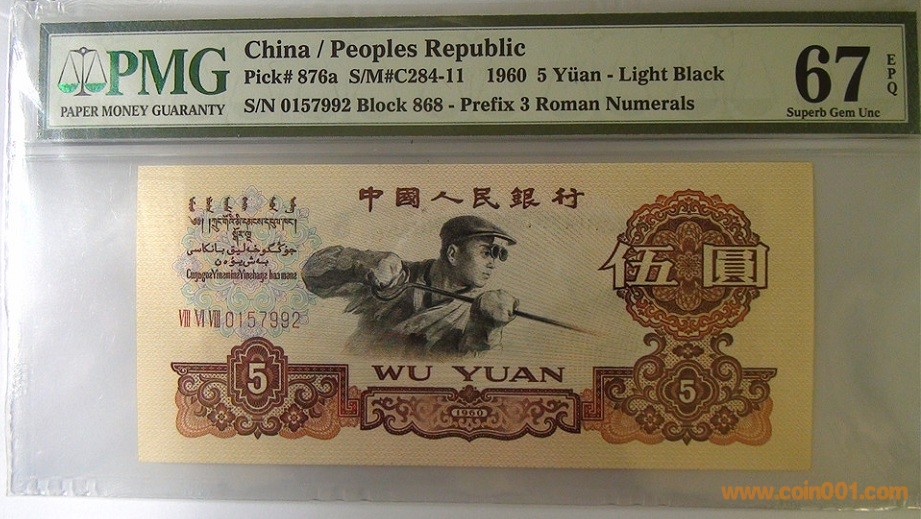 PMG
PAPER MONEY GUARANTY
China / Peoples Republic
Pick# 876a S/M#C284-11 1960 5 Yüan - Light Black
S/N 0157992 Block 868 - Prefix 3 Roman Numerals
67
EPQ
Superb Gem Unc
中國人民銀行
伍圓
VIII VI VIII 0157992
5
WU YUAN
1960
5
www.coin001.com